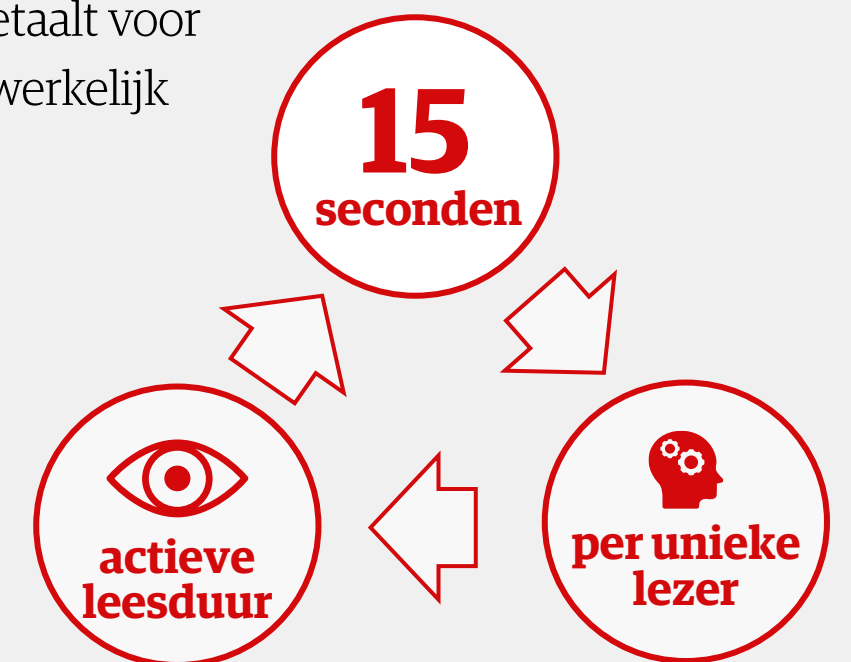 etaalt voor
werkelijk
15
seconden
per unieke
lezer
actieve
leesduur